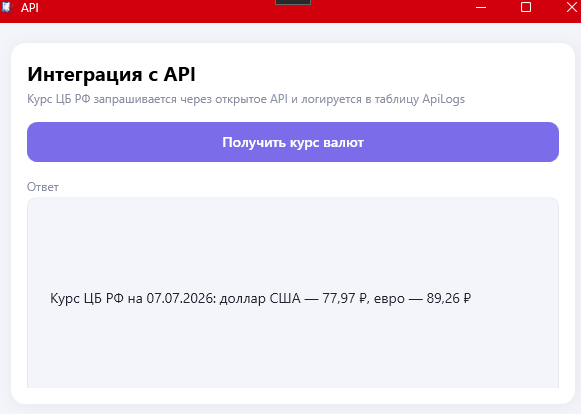 API
Интеграция с API
Курс ЦБ РФ запрашивается через открытое API и логируется в таблицу ApiLogs
Получить курс валют
Ответ
Курс ЦБ РФ на 07.07.2026: доллар США — 77,97 ₽, евро — 89,26 ₽